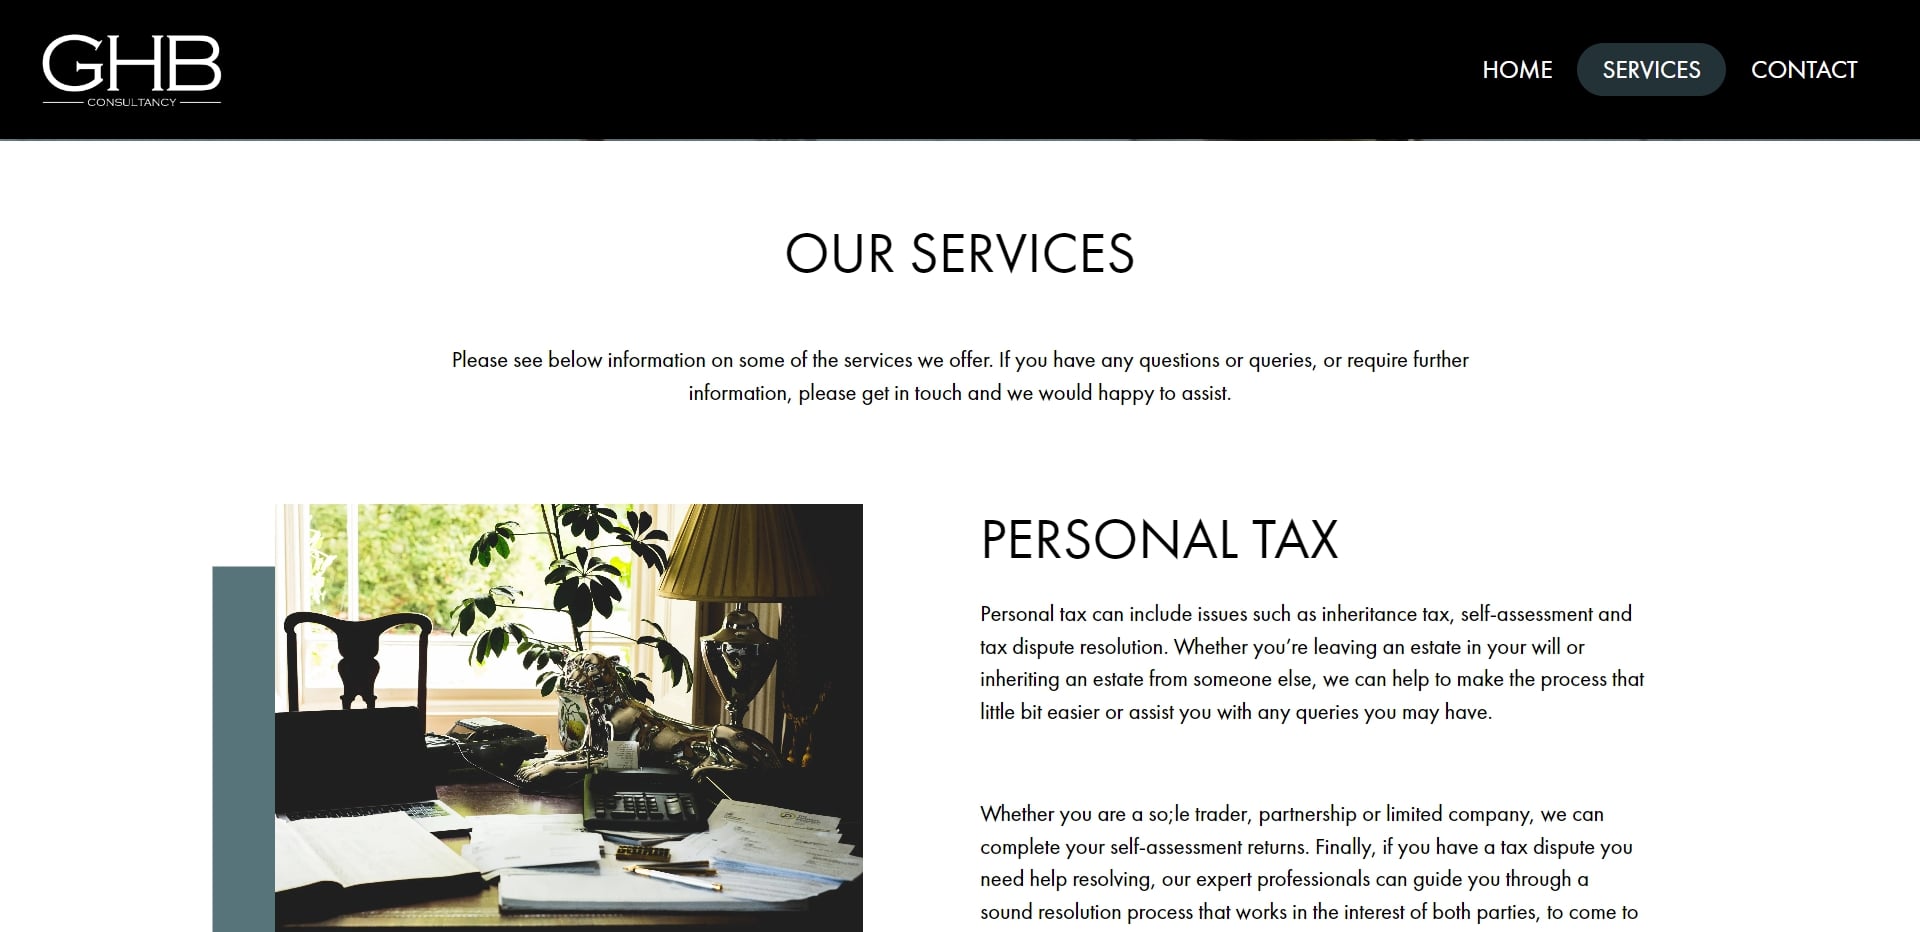 GHB
CONSULTANCY
HOME
SERVICES
CONTACT
OUR SERVICES
Please see below information on some of the services we offer. If you have any questions or queries, or require further
information, please get in touch and we would happy to assist.
PERSONAL TAX
Personal tax can include issues such as inheritance tax, self-assessment and
tax dispute resolution. Whether you’re leaving an estate in your will or
inheriting an estate from someone else, we can help to make the process that
little bit easier or assist you with any queries you may have.
Whether you are a so;le trader, partnership or limited company, we can
complete your self-assessment returns. Finally, if you have a tax dispute you
need help resolving, our expert professionals can guide you through a
sound resolution process that works in the interest of both parties, to come to